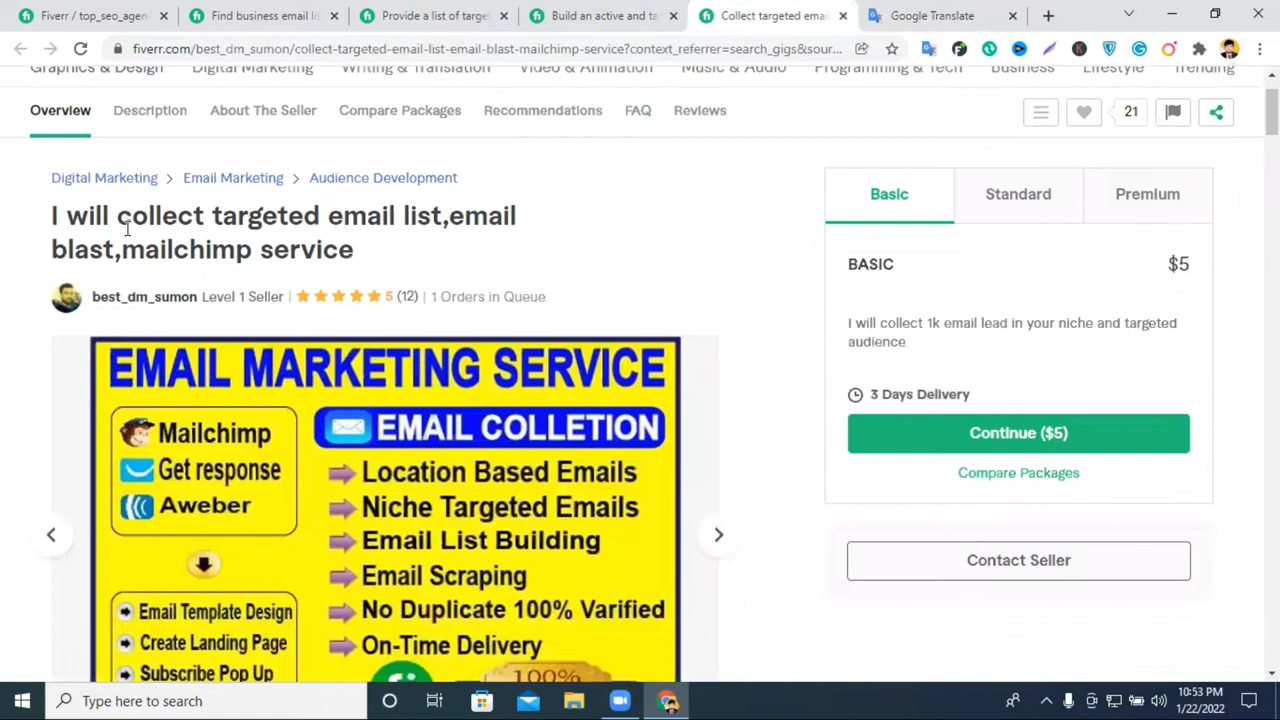 Fiverr / top_seo_agen
Find business email lis
Provide a list of targe
Build an active and ta
Collect targeted emai
Google Translate
fiverr.com/best_dm_sumon/collect-targeted-email-list-email-blast-mailchimp-service?context_referrer=search_gigs&sour...
Graphics & Design
Digital Marketing
Writing & Translation
Video & Animation
Music & Audio
Programming & Tech
Business
Lifestyle
Trending
Overview
Description
About The Seller
Compare Packages
Recommendations
FAQ
Reviews
21
Digital Marketing > Email Marketing > Audience Development
I will collect targeted email list,email
blast,mailchimp service
best_dm_sumon Level 1 Seller | 5 (12) | 1 Orders in Queue
EMAIL MARKETING SERVICE
Mailchimp
Get response
Aweber
Email Template Design
Create Landing Page
Subscribe Pop Up
EMAIL COLLETION
Location Based Emails
Niche Targeted Emails
Email List Building
Email Scraping
No Duplicate 100% Varified
On-Time Delivery
100%
Basic
Standard
Premium
BASIC
$5
I will collect 1k email lead in your niche and targeted
audience
3 Days Delivery
Continue ($5)
Compare Packages
Contact Seller
Type here to search
10:53 PM
1/22/2022